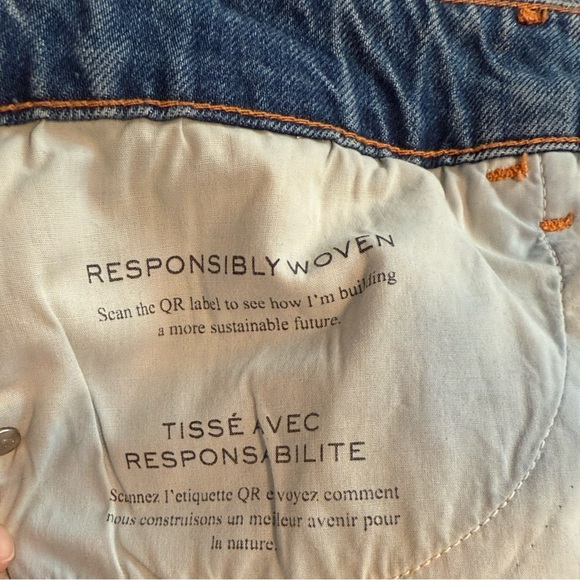 RESPONSIBLY WOVEN
Scan the QR label to see how I'm building
a more sustainable future.
TISSÉ AVEC
RESPONSABILITE
Scannez l'etiquette QR e voyez comment
nous construisons un meilleur avenir pour
la nature.